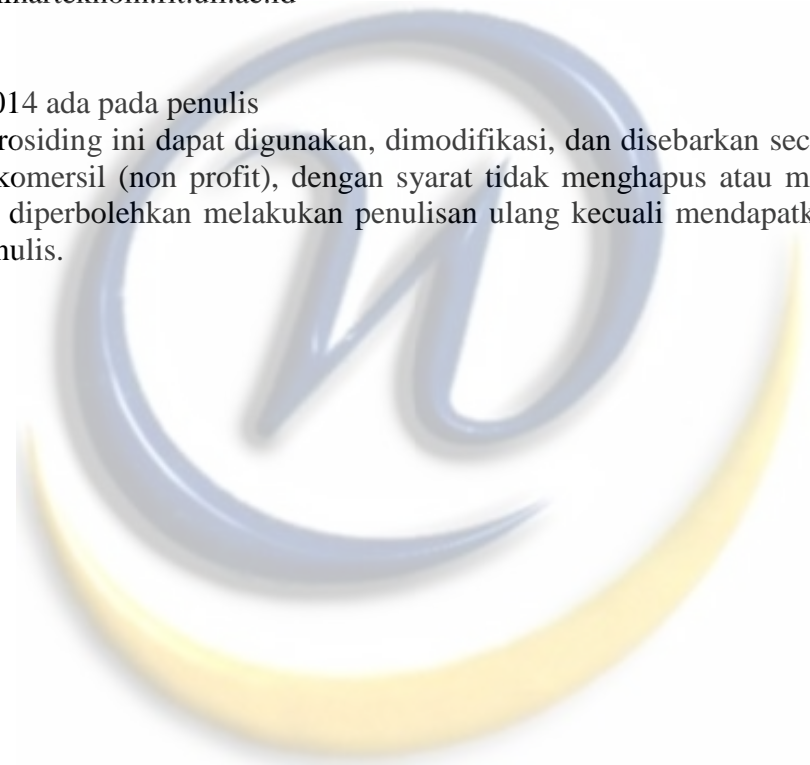 014 ada pada penulis
rosiding ini dapat digunakan, dimodifikasi, dan disebarkan sec
komersil (non profit), dengan syarat tidak menghapus atau m
diperbolehkan melakukan penulisan ulang kecuali mendapatk
nulis.